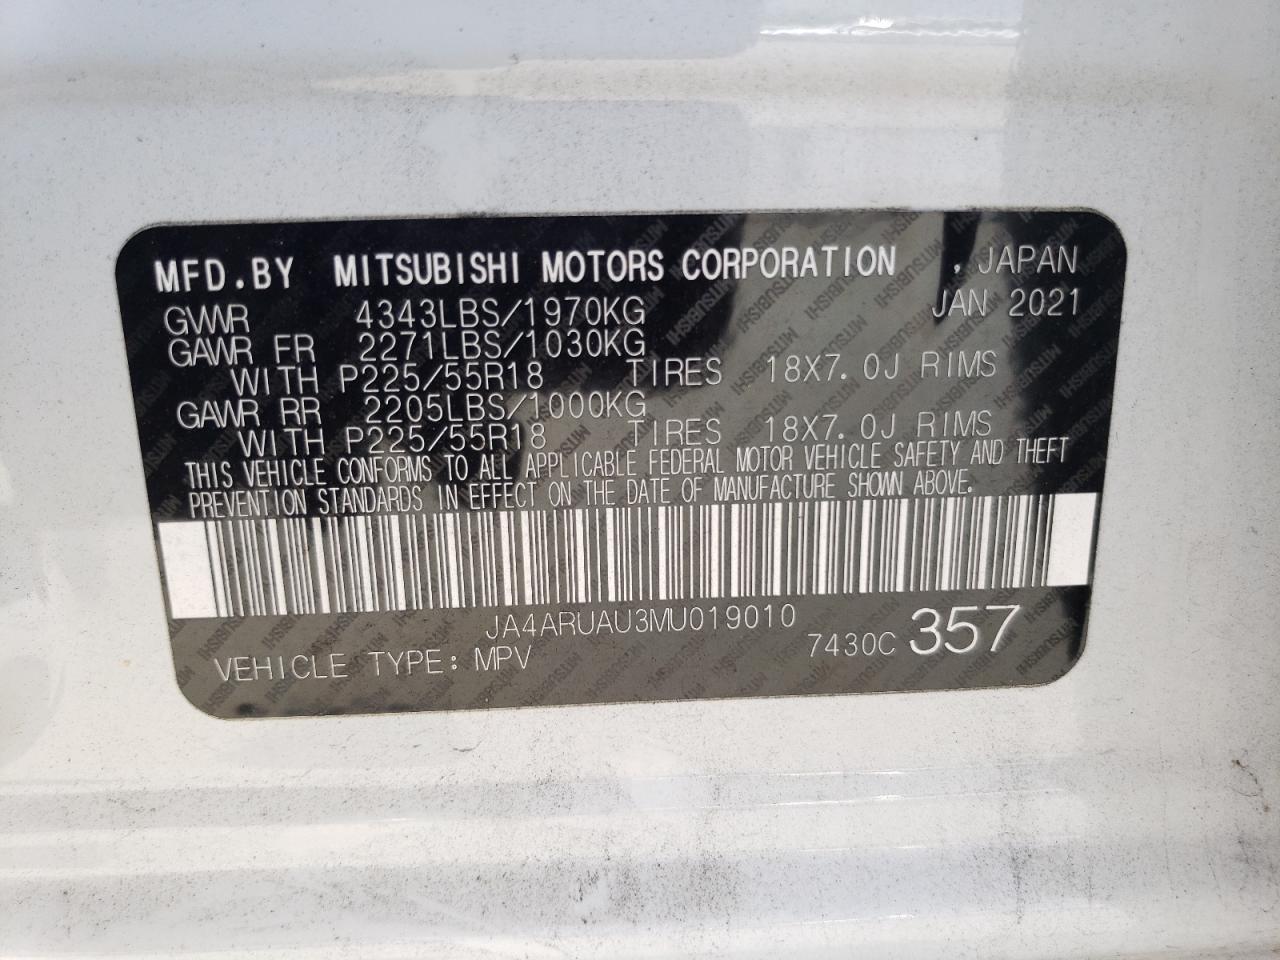 MFD.BY MITSUBISHI MOTORS CORPORATION , JAPAN
GVWR 4343LBS/1970KG JAN 2021
GAWR FR 2271LBS/1030KG
WITH P225/55R18 TIRES 18X7.0J RIMS
GAWR RR 2205LBS/1000KG
WITH P225/55R18 TIRES 18X7.0J RIMS
THIS VEHICLE CONFORMS TO ALL APPLICABLE FEDERAL MOTOR VEHICLE SAFETY AND THEFT
PREVENTION STANDARDS IN EFFECT ON THE DATE OF MANUFACTURE SHOWN ABOVE.
JA4ARUAU3MU019010
VEHICLE TYPE: MPV 7430C 357